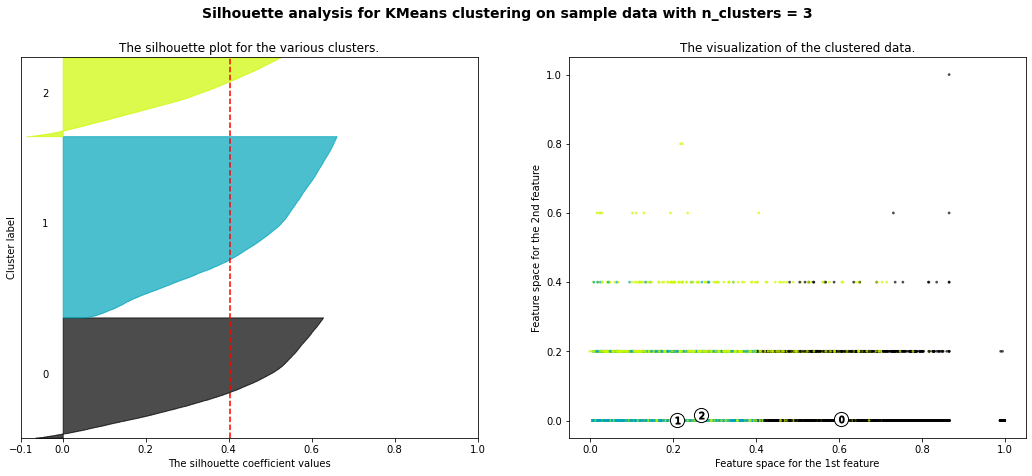 Silhouette analysis for KMeans clustering on sample data with n_clusters = 3
The silhouette plot for the various clusters.
Cluster label
2
1
0
−0.1 0.0 0.2 0.4 0.6 0.8 1.0
The silhouette coefficient values
The visualization of the clustered data.
Feature space for the 2nd feature
1.0
0.8
0.6
0.4
0.2
0.0
1 2 0
0.0 0.2 0.4 0.6 0.8 1.0
Feature space for the 1st feature